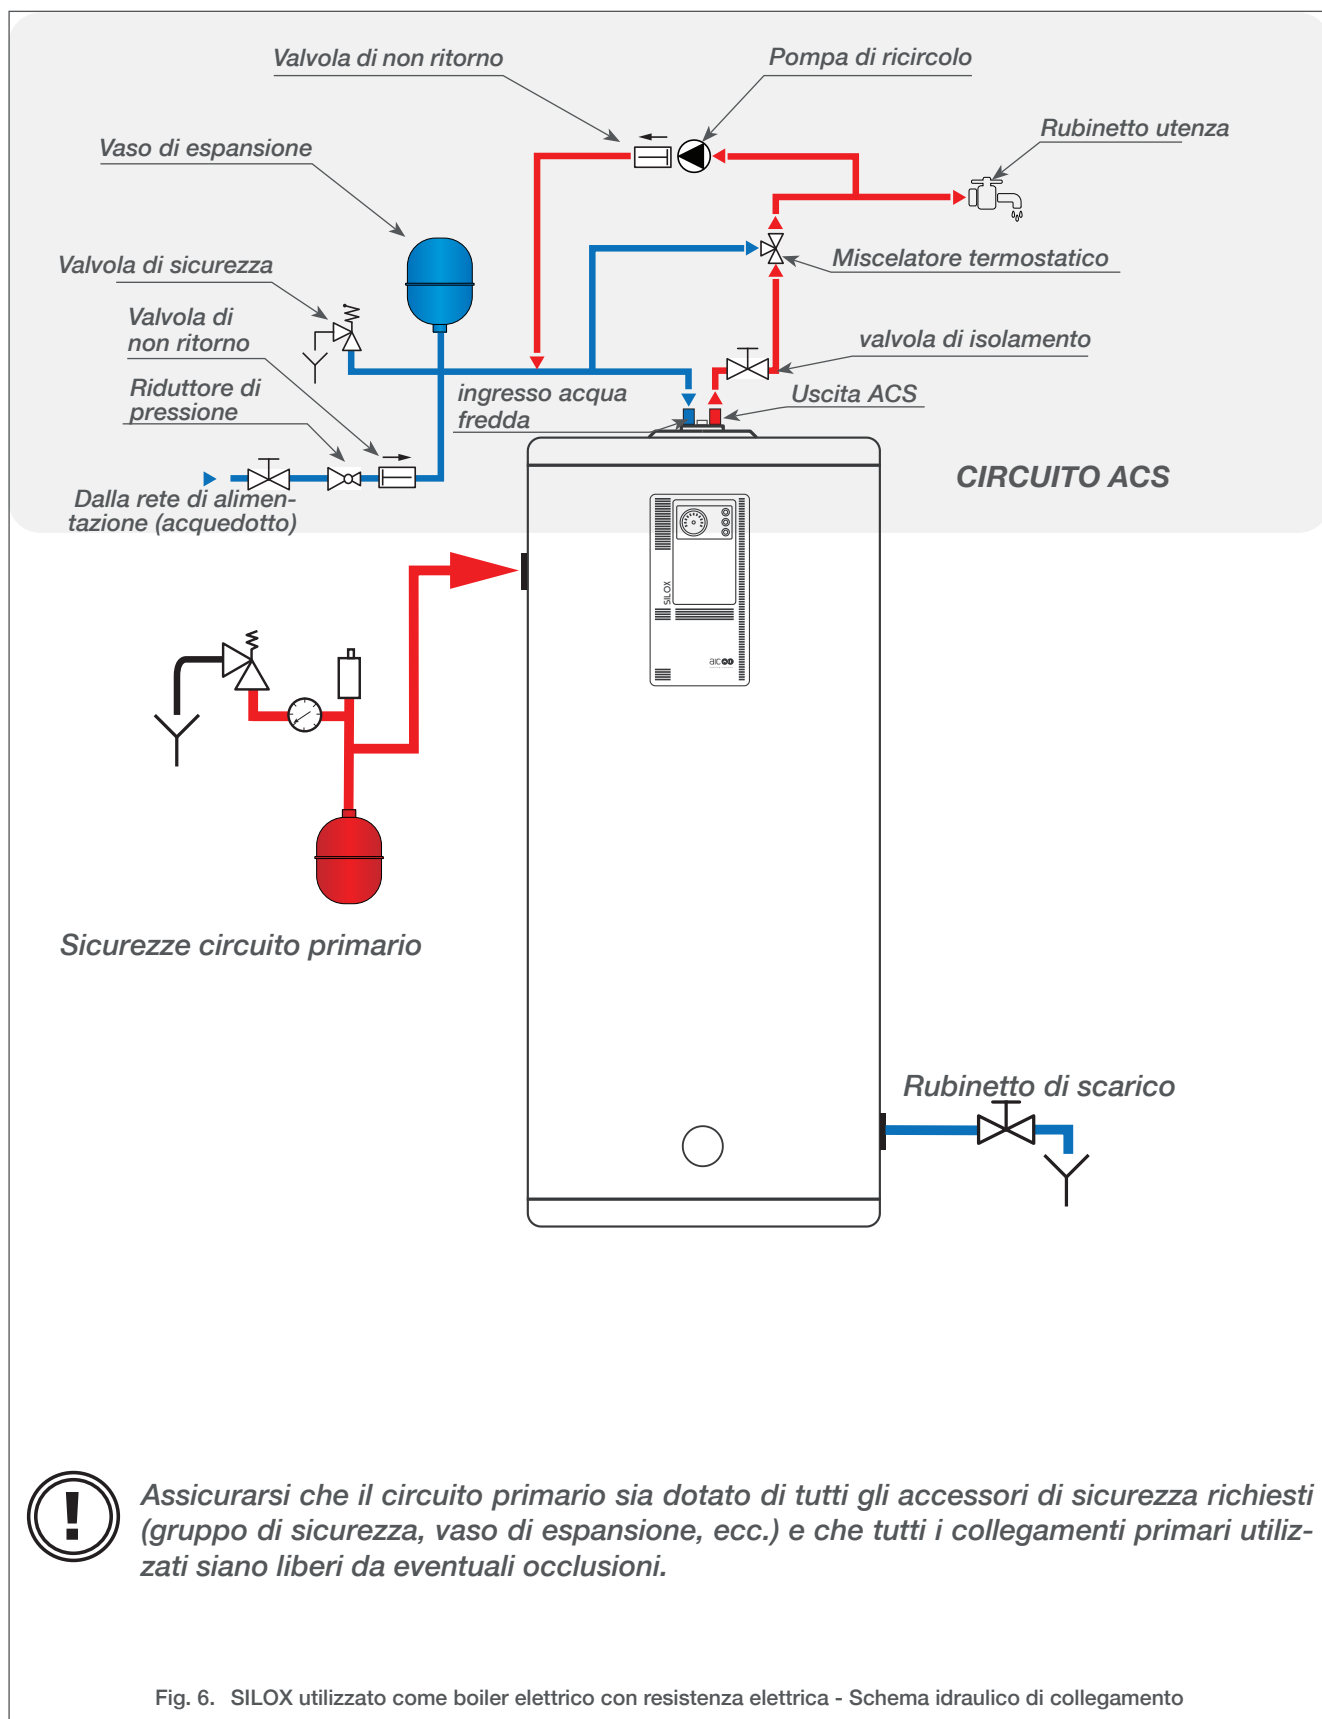 Valvola di non ritorno
Pompa di ricircolo
Rubinetto utenza
Vaso di espansione
Valvola di sicurezza
Miscelatore termostatico
Valvola di
non ritorno
valvola di isolamento
Riduttore di
pressione
ingresso acqua
fredda
Uscita ACS
CIRCUITO ACS
Dalla rete di alimen-
tazione (acquedotto)
SILOX
aic
Sicurezze circuito primario
Rubinetto di scarico
Assicurarsi che il circuito primario sia dotato di tutti gli accessori di sicurezza richiesti
(gruppo di sicurezza, vaso di espansione, ecc.) e che tutti i collegamenti primari utiliz-
zati siano liberi da eventuali occlusioni.
Fig. 6. SILOX utilizzato come boiler elettrico con resistenza elettrica - Schema idraulico di collegamento